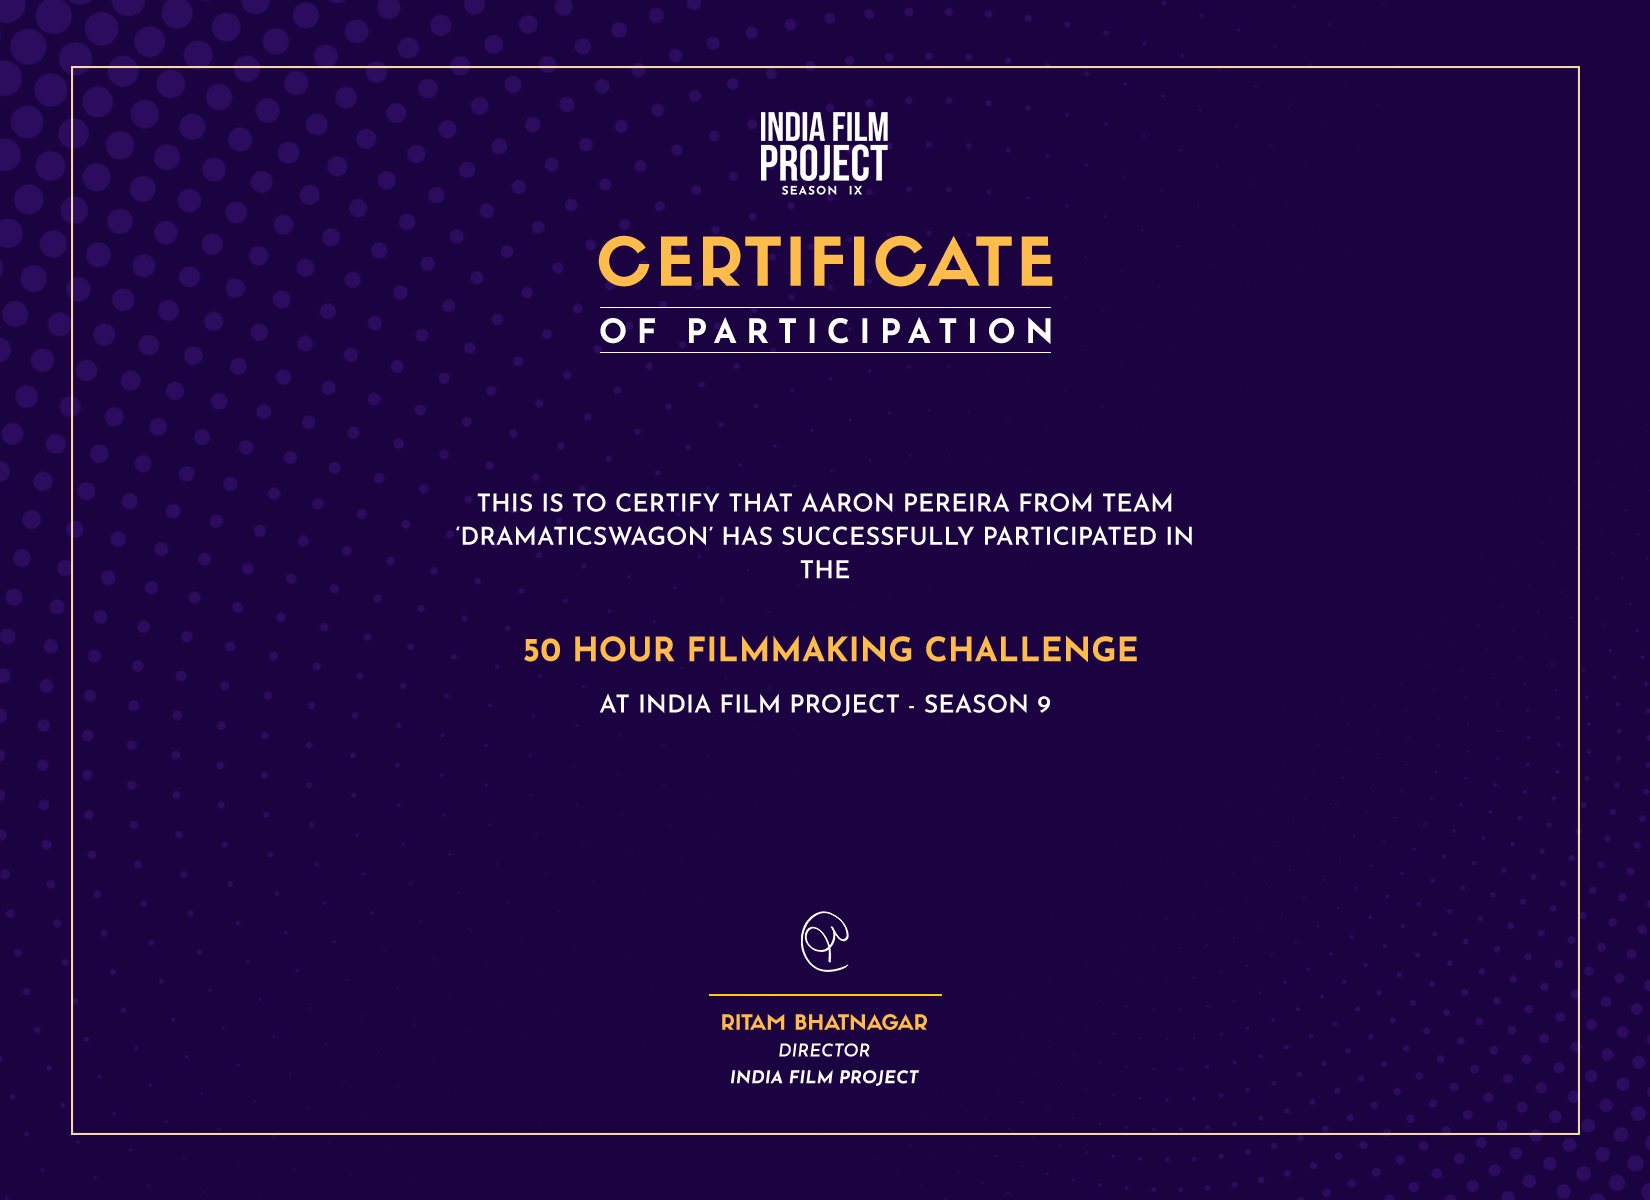 INDIA FILM
PROJECT
SEASON IX
CERTIFICATE
OF PARTICIPATION
THIS IS TO CERTIFY THAT AARON PEREIRA FROM TEAM
‘DRAMATICSWAGON’ HAS SUCCESSFULLY PARTICIPATED IN
THE
50 HOUR FILMMAKING CHALLENGE
AT INDIA FILM PROJECT - SEASON 9
RITAM BHATNAGAR
DIRECTOR
INDIA FILM PROJECT